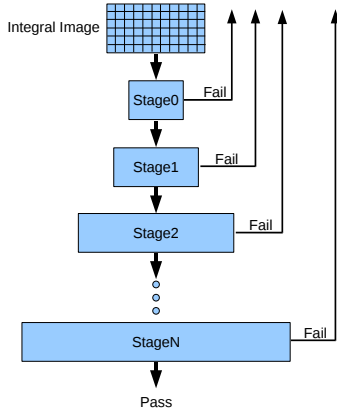 Integral Image
Stage0
Fail
Stage1
Fail
Stage2
Fail
StageN
Fail
Pass